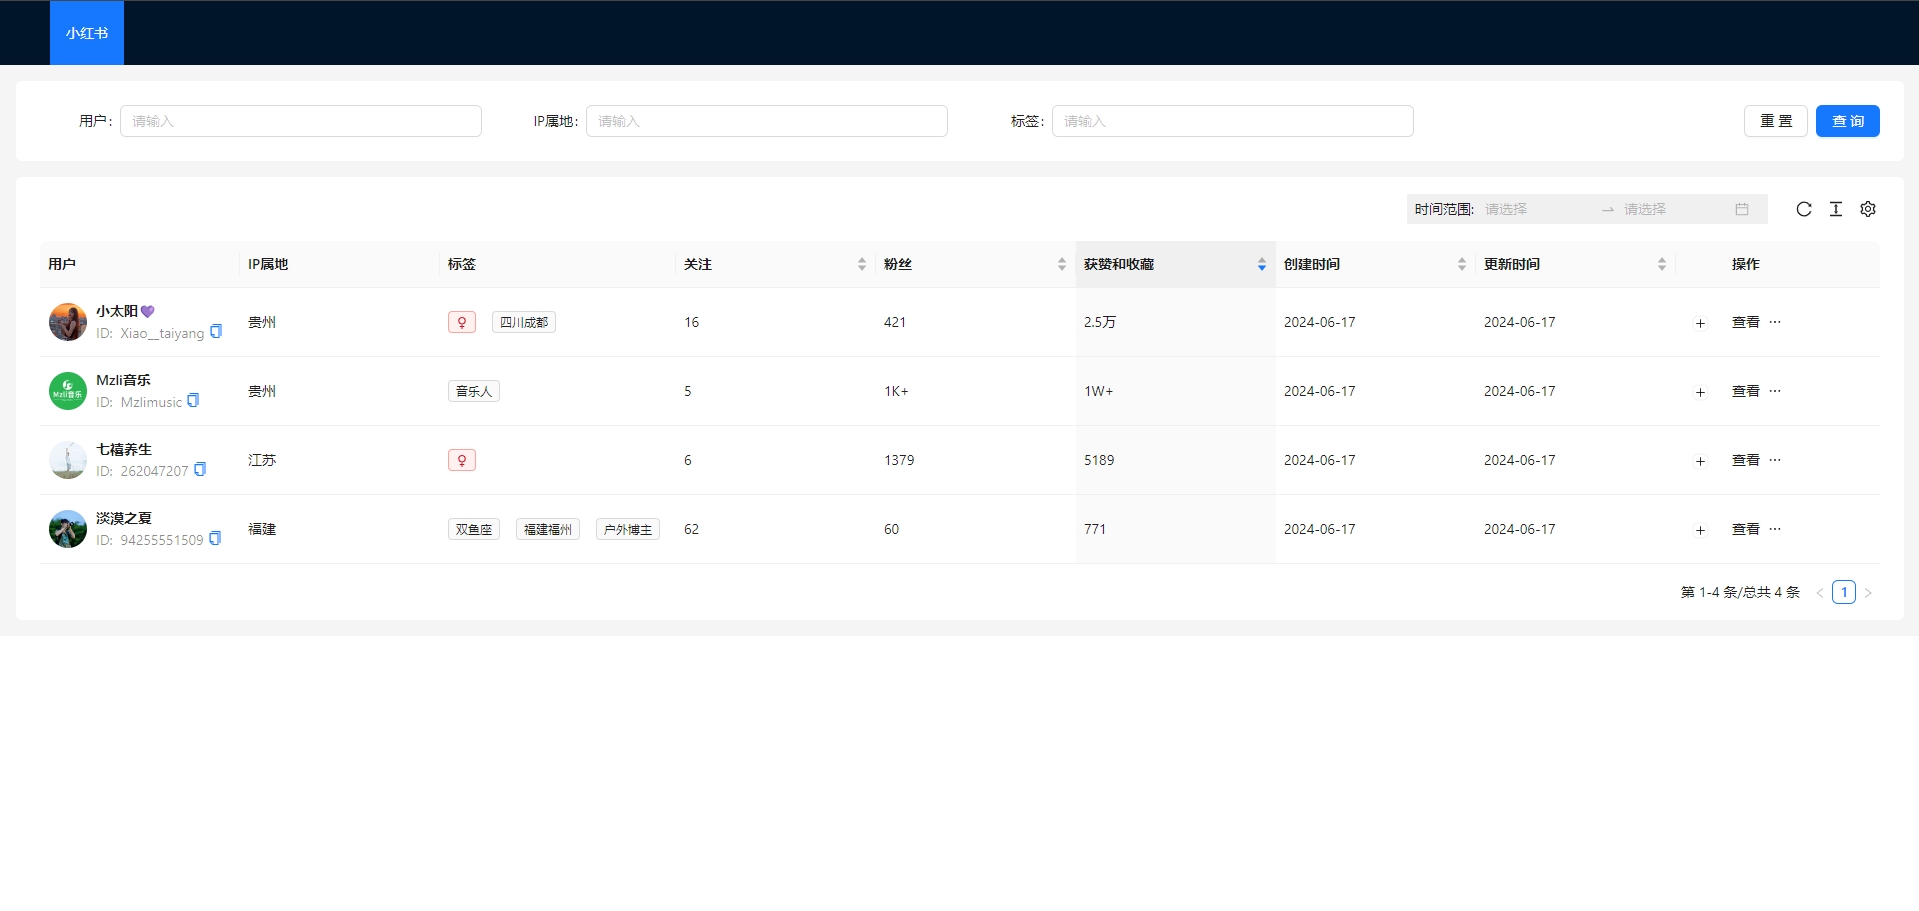 小红书
用户: 请输入 IP属地: 请输入 标签: 请输入 重 置 查 询
时间范围: 请选择 请选择
用户 IP属地 标签 关注 粉丝 获赞和收藏 创建时间 更新时间 操作
小太阳💜
ID: Xiao__taiyang 贵州 ♀ 四川成都 16 421 2.5万 2024-06-17 2024-06-17 + 查看 ···
Mzli音乐
ID: Mzlimusic 贵州 音乐人 5 1K+ 1W+ 2024-06-17 2024-06-17 + 查看 ···
七禧养生
ID: 262047207 江苏 ♀ 6 1379 5189 2024-06-17 2024-06-17 + 查看 ···
淡漠之夏
ID: 94255551509 福建 双鱼座 福建福州 户外博主 62 60 771 2024-06-17 2024-06-17 + 查看 ···
第 1-4 条/总共 4 条 < 1 >